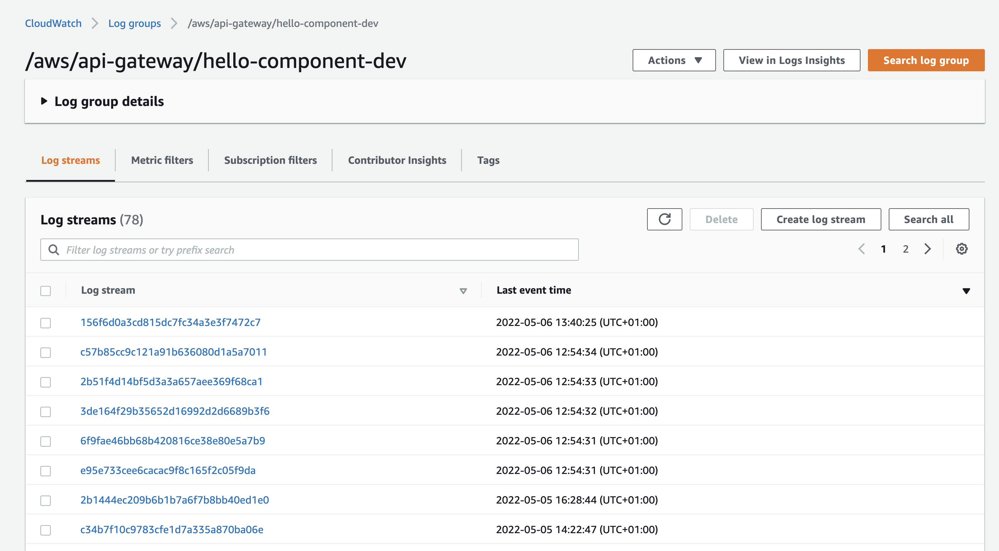 CloudWatch > Log groups > /aws/api-gateway/hello-component-dev
/aws/api-gateway/hello-component-dev
Actions View in Logs Insights Search log group
Log group details
Log streams Metric filters Subscription filters Contributor Insights Tags
Log streams (78)
Delete Create log stream Search all
Filter log streams or try prefix search
1 2
Log stream Last event time
156f6d0a3cd815dc7fc34a3e3f7472c7 2022-05-06 13:40:25 (UTC+01:00)
c57b85cc9c121a91b636080d1a5a7011 2022-05-06 12:54:34 (UTC+01:00)
2b51f4d14bf5d3a3a657aee369f68ca1 2022-05-06 12:54:33 (UTC+01:00)
3de164f29b35652d16992d2d6689b3f6 2022-05-06 12:54:32 (UTC+01:00)
6f9fae46bb68b420816ce38e80e5a7b9 2022-05-06 12:54:31 (UTC+01:00)
e95e733cee6cacac9f8c165f2c05f9da 2022-05-06 12:54:31 (UTC+01:00)
2b1444ec209b6b1b7a6f7b8bb40ed1e0 2022-05-05 16:28:44 (UTC+01:00)
c34b7f10c9783cfe1d7a335a870ba06e 2022-05-05 14:22:47 (UTC+01:00)